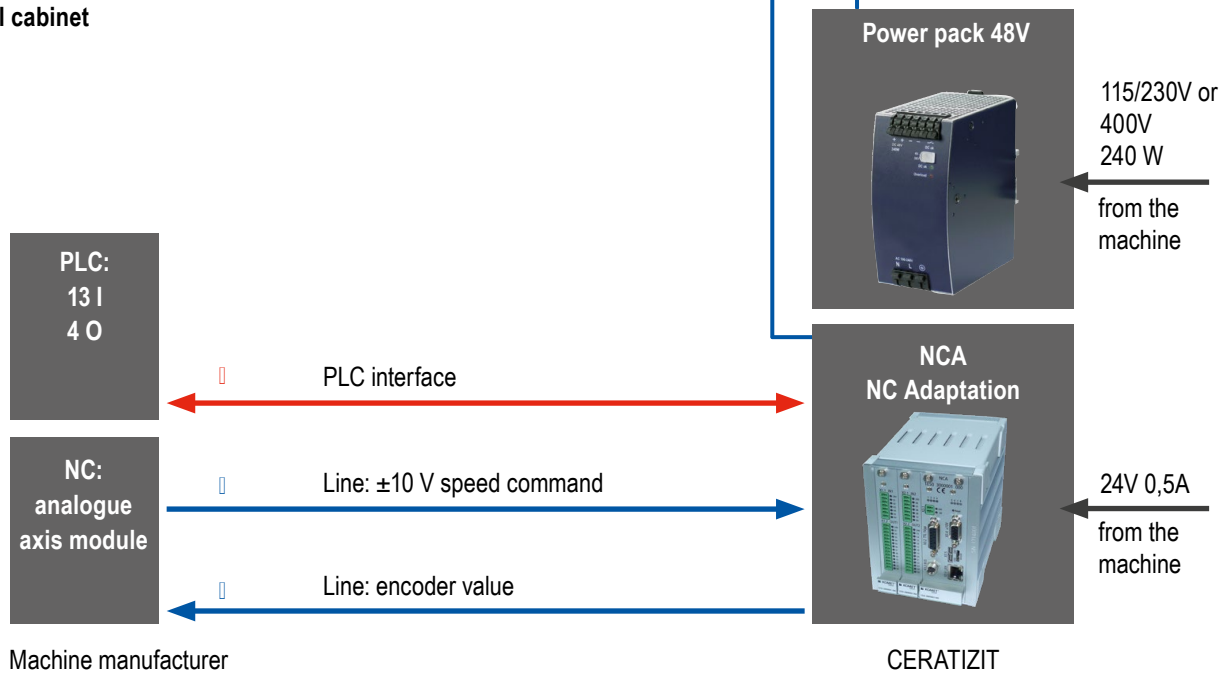 l cabinet
Power pack 48V
115/230V or
400V
240 W
from the
machine
PLC:
13 I
4 O
PLC interface
NCA
NC Adaptation
NC:
analogue
axis module
Line: ±10 V speed command
Line: encoder value
24V 0,5A
from the
machine
Machine manufacturer
CERATIZIT